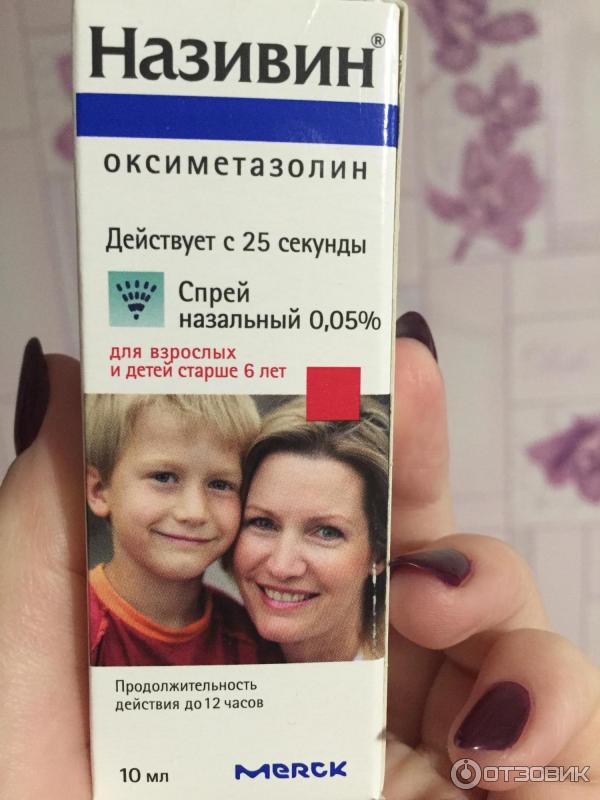 Називин®
оксиметазолин
Действует с 25 секунды
Спрей
назальный 0,05%
для взрослых
и детей старше 6 лет
Продолжительность
действия до 12 часов
10 мл
Merck
ОТЗОВИК